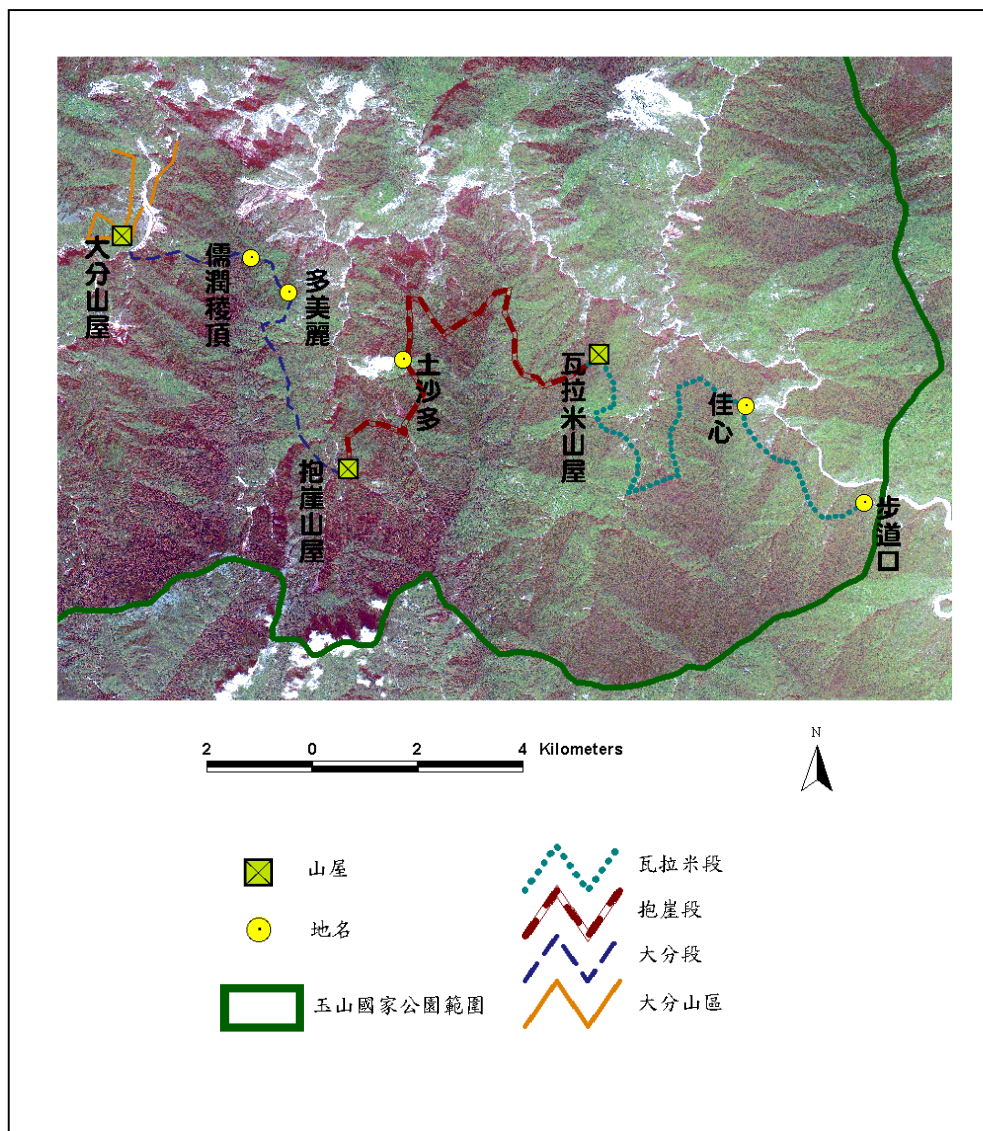 大分山屋
儒潤稜頂
多美麗
土沙多
抱崖山屋
瓦拉米山屋
佳心
步道口
2 0 2 4 Kilometers
N
山屋
地名
玉山國家公園範圍
瓦拉米段
抱崖段
大分段
大分山區